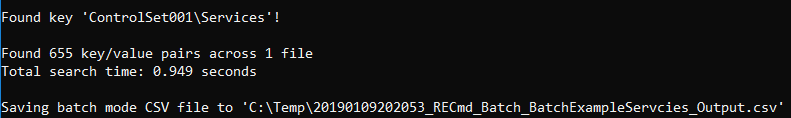 Found key 'ControlSet001\Services'!
Found 655 key/value pairs across 1 file
Total search time: 0.949 seconds
Saving batch mode CSV file to 'C:\Temp\20190109202053_RECmd_Batch_BatchExampleServcies_Output.csv'